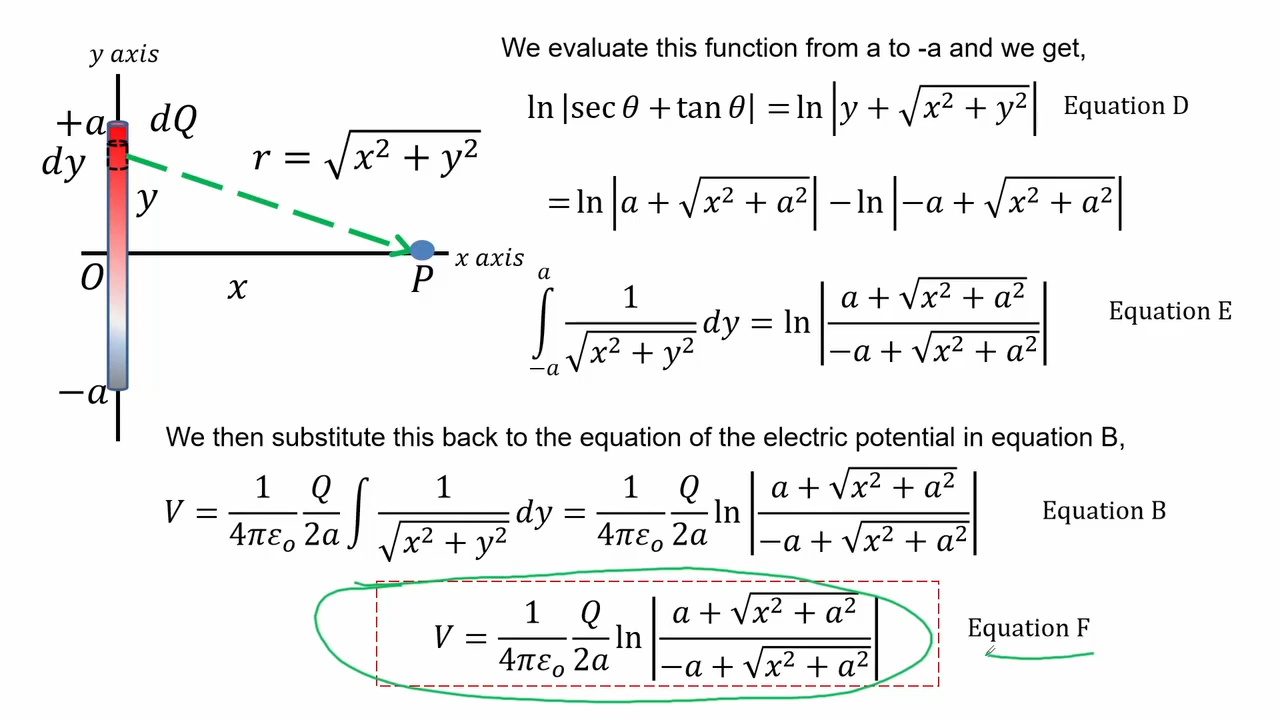 y axis
+a
dQ
dy
r = √(x² + y²)
y
O
x
P
x axis
−a
We evaluate this function from a to -a and we get,
ln |sec θ + tan θ| = ln |y + √(x² + y²)| Equation D
= ln |a + √(x² + a²)| − ln |−a + √(x² + a²)|
∫_{−a}^{a} 1/√(x² + y²) dy = ln |(a + √(x² + a²))/(−a + √(x² + a²))| Equation E
We then substitute this back to the equation of the electric potential in equation B,
V = 1/(4πε₀) Q/(2a) ∫ 1/√(x² + y²) dy = 1/(4πε₀) Q/(2a) ln |(a + √(x² + a²))/(−a + √(x² + a²))| Equation B
V = 1/(4πε₀) Q/(2a) ln |(a + √(x² + a²))/(−a + √(x² + a²))| Equation F